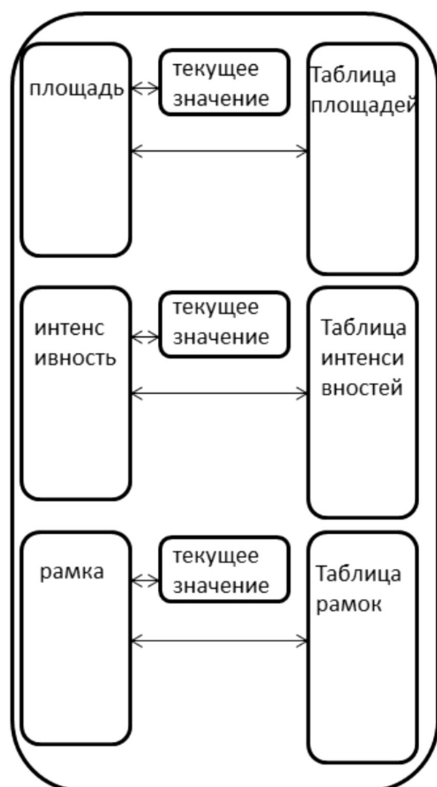 площадь
текущее
значение
Таблица
площадей
интенс
ивность
текущее
значение
Таблица
интенси
вностей
рамка
текущее
значение
Таблица
рамок